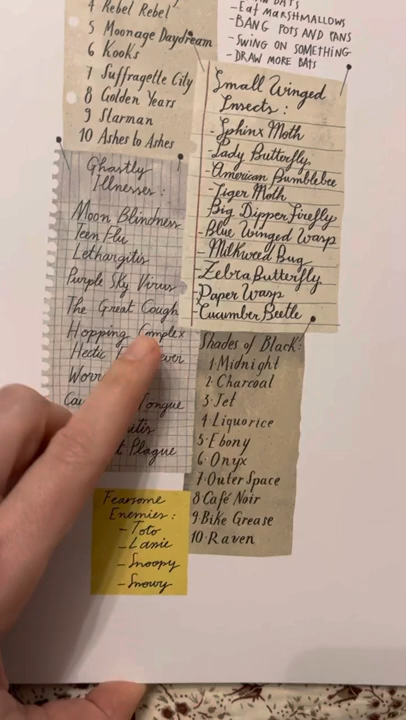 4 Rebel Rebel
5 Moonage Daydream
6 Kooks
7 Suffragette City
8 Golden Years
9 Starman
10 Ashes to Ashes
- Eat MARSHMALLOWS
- BANG POTS AND PANS
- SWING ON SOMETHING
- DRAW MORE BATS
Small Winged
Insects:
- Sphinx Moth
- Lady Butterfly
- American Bumblebee
- Tiger Moth
Big Dipper Firefly
- Blue Winged Wasp
- Milkweed Bug
- Zebra Butterfly
- Paper Wasp
- Cucumber Beetle
Ghastly
Illnesses:
Moon Blindness
Teen Flu
Lethargitis
Purple Sky Virus
The Great Cough
Hopping Complex
Hectic
Tongue
Plague
Shades of Black:
1. Midnight
2. Charcoal
3. Jet
4 Liquorice
5. Ebony
6. Onyx
7. Outer Space
8 Café Noir
9 Bike Grease
10. Raven
Fearsome
Enemies:
- Toto
- Lassie
- Snoopy
- Snowy